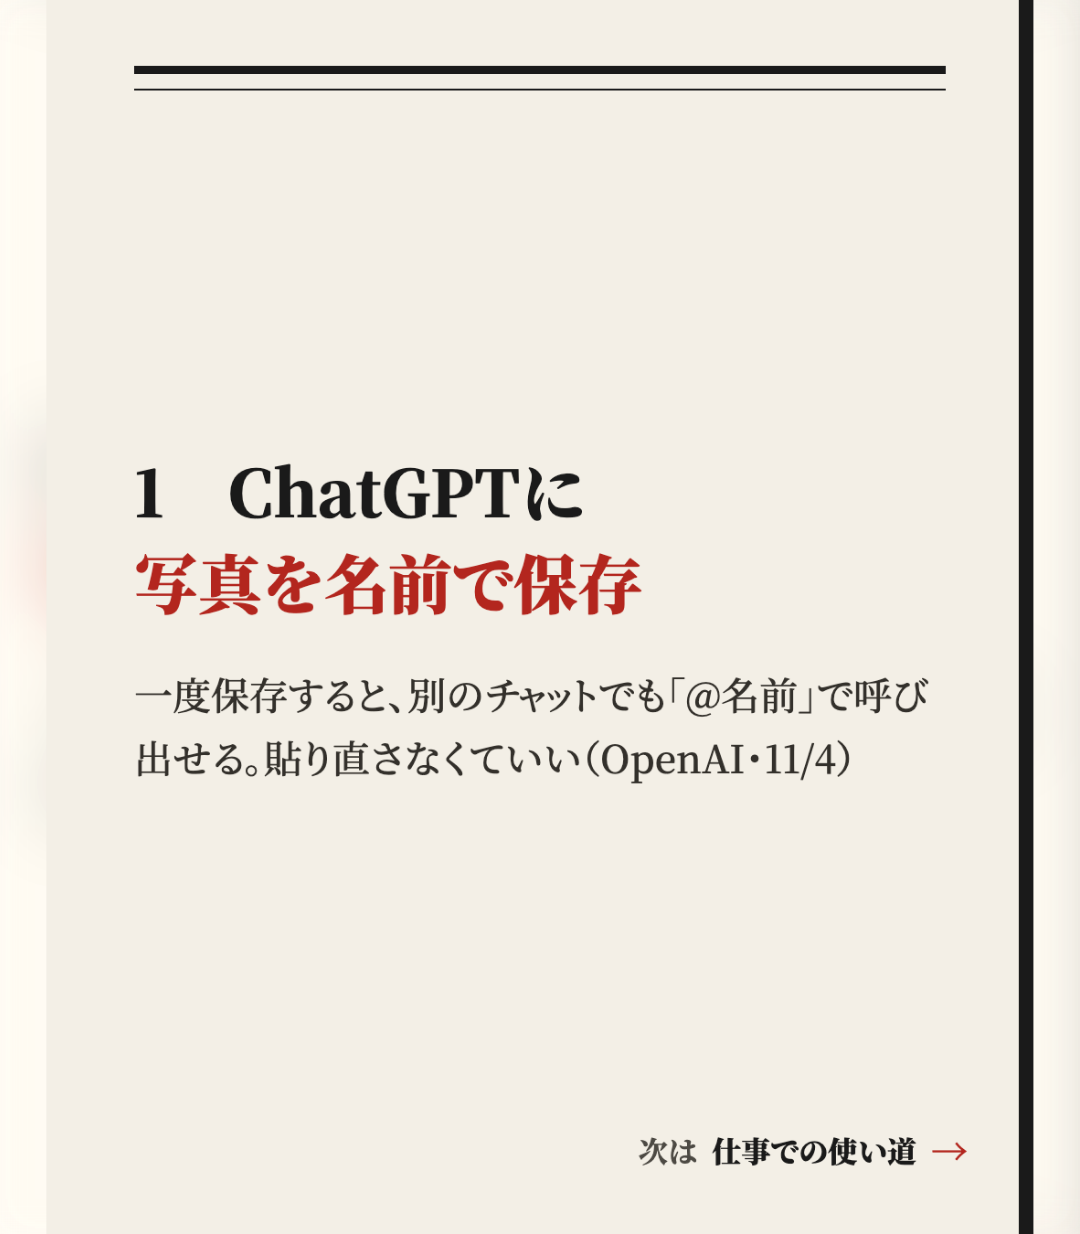 1　ChatGPTに
写真を名前で保存
一度保存すると、別のチャットでも「@名前」で呼び
出せる。貼り直さなくていい（OpenAI・11/4）
次は 仕事での使い道 →